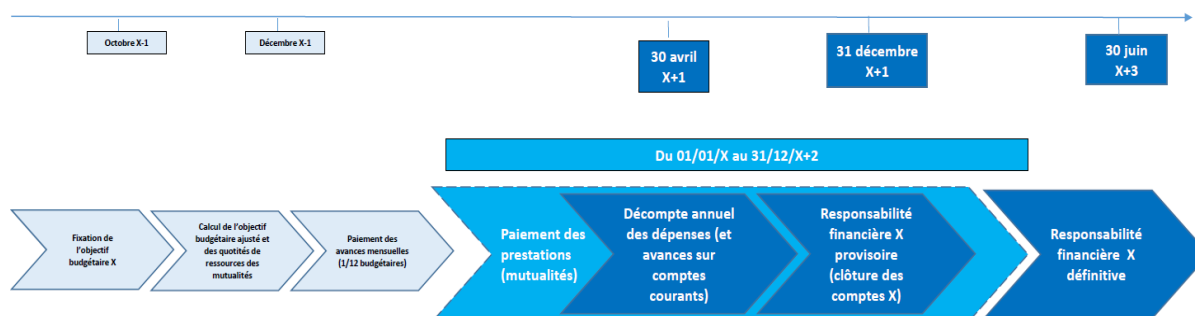 Octobre X-1
Décembre X-1
30 avril
X+1
31 décembre
X+1
30 juin
X+3
Du 01/01/X au 31/12/X+2
Fixation de
l'objectif
budgétaire X
Calcul de l'objectif
budgétaire ajusté et
des quotités de
ressources des
mutualités
Paiement des
avances mensuelles
(1/12 budgétaires)
Paiement des
prestations
(mutualités)
Décompte annuel
des dépenses (et
avances sur
comptes
courants)
Responsabilité
financière X
provisoire
(clôture des
comptes X)
Responsabilité
financière X
définitive